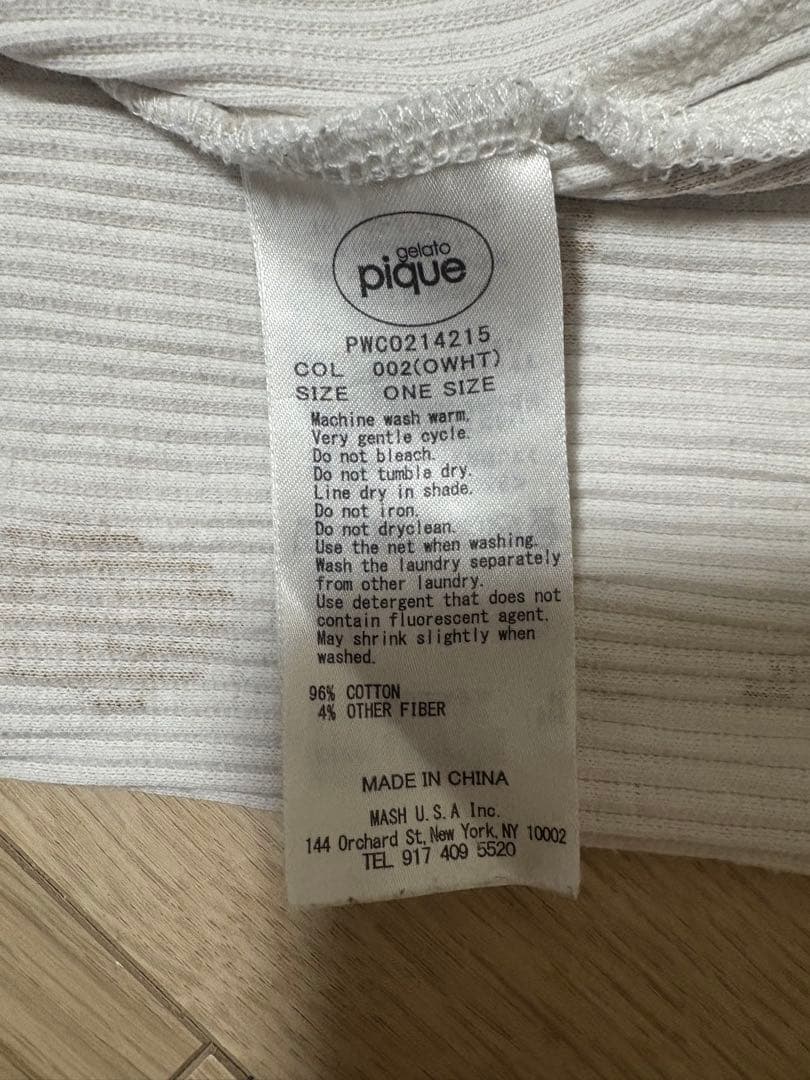 gelato
pique
PWCO214215
COL 002(OWHT)
SIZE ONE SIZE
Machine wash warm,
Very gentle cycle.
Do not bleach.
Do not tumble dry.
Line dry in shade.
Do not iron.
Do not dryclean.
Use the net when washing.
Wash the laundry separately
from other laundry.
Use detergent that does not
contain fluorescent agent.
May shrink slightly when
washed.
96% COTTON
4% OTHER FIBER
MADE IN CHINA
MASH U.S.A Inc.
144 Orchard St, New York, NY 10002
TEL 917 409 5520